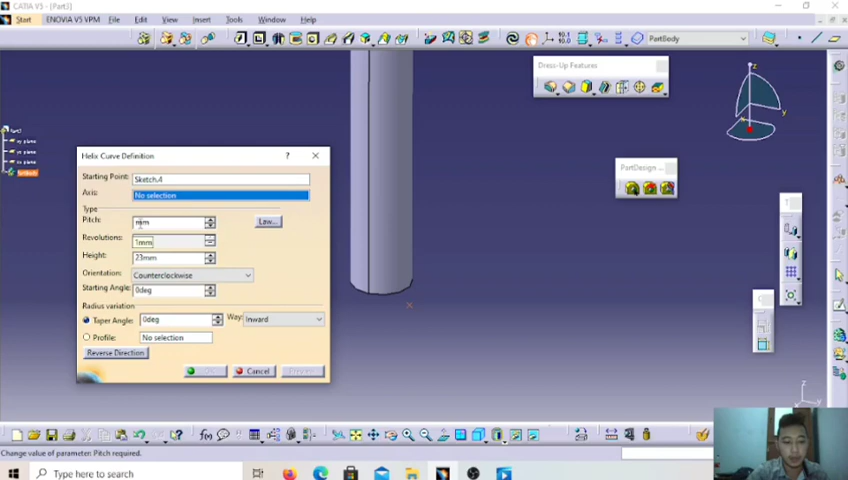 CATIA V5 - [Part3]
Start ENOVIA V5 VPM File Edit View Insert Tools Window Help
PartBody
Dress-Up Features
z
y
PartDesign ...
Helix Curve Definition ? ×
Starting Point: Sketch.4
Axis: No selection
Type
Pitch: mm Law...
Revolutions: 1mm
Height: 23mm
Orientation: Counterclockwise
Starting Angle: 0deg
Radius variation
Taper Angle: 0deg Way: Inward
Profile: No selection
Reverse Direction
Cancel
Change value of parameter: Pitch required.
Type here to search